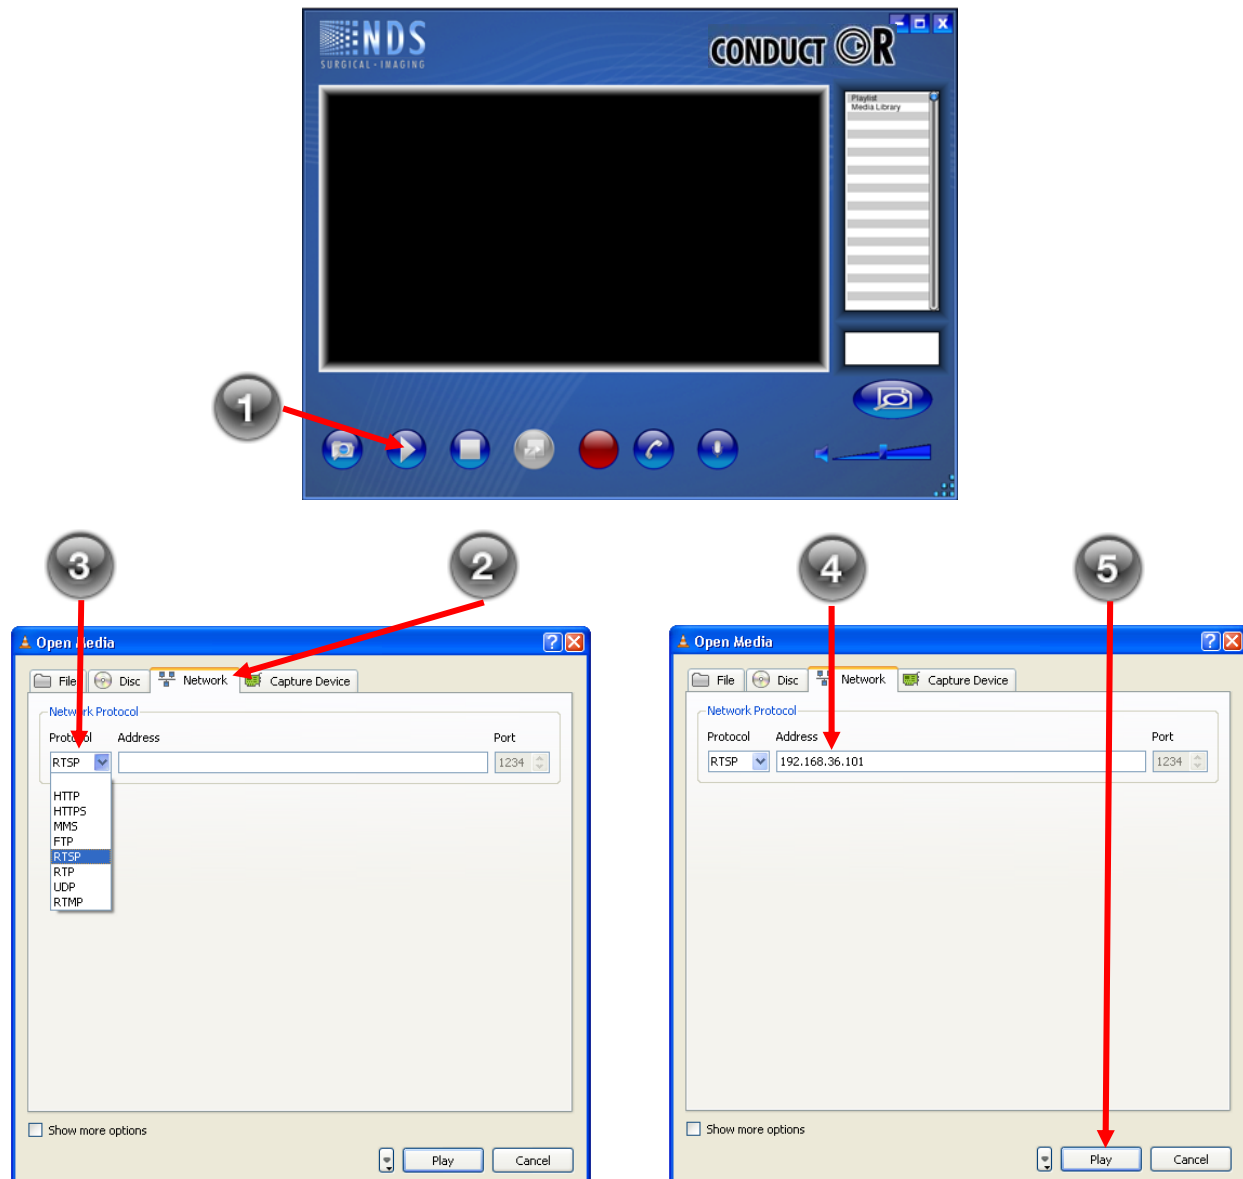 NDS
SURGICAL-IMAGING
CONDUCT OR
Playlist
Media Library
1
3
2
4
5
Open Media
File Disc Network Capture Device
Network Protocol
Protocol Address Port
RTSP 1234
HTTP
HTTPS
MMS
FTP
RTSP
RTP
UDP
RTMP
Show more options
Play Cancel
Open Media
File Disc Network Capture Device
Network Protocol
Protocol Address Port
RTSP 192.168.36.101 1234
Show more options
Play Cancel